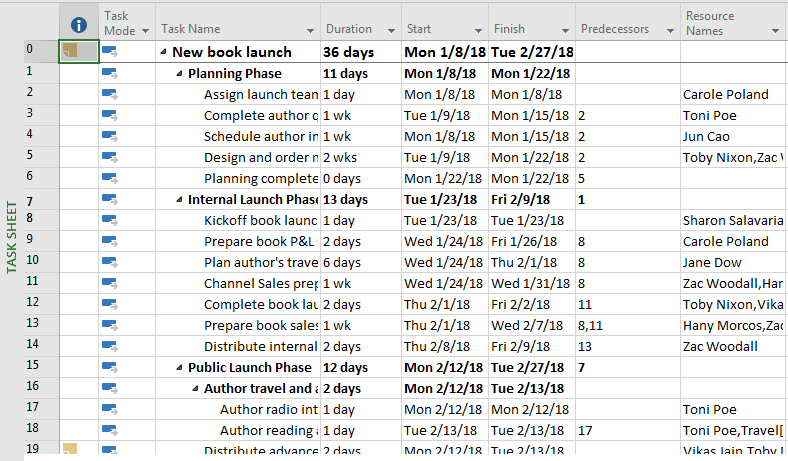 Task Mode Task Name Duration Start Finish Predecessors Resource Names
0 New book launch 36 days Mon 1/8/18 Tue 2/27/18
1 Planning Phase 11 days Mon 1/8/18 Mon 1/22/18
2 Assign launch team 1 day Mon 1/8/18 Mon 1/8/18 Carole Poland
3 Complete author q 1 wk Tue 1/9/18 Mon 1/15/18 2 Toni Poe
4 Schedule author in 1 wk Mon 1/8/18 Mon 1/15/18 2 Jun Cao
5 Design and order m 2 wks Tue 1/9/18 Mon 1/22/18 2 Toby Nixon,Zac W
6 Planning complete 0 days Mon 1/22/18 Mon 1/22/18 5
7 Internal Launch Phase 13 days Tue 1/23/18 Fri 2/9/18 1
8 Kickoff book launc 1 day Tue 1/23/18 Tue 1/23/18 Sharon Salavaria
9 Prepare book P&L 2 days Wed 1/24/18 Fri 1/26/18 8 Carole Poland
10 Plan author's trave 6 days Wed 1/24/18 Thu 2/1/18 8 Jane Dow
11 Channel Sales prep 1 wk Wed 1/24/18 Wed 1/31/18 8 Zac Woodall,Har
12 Complete book lau 2 days Thu 2/1/18 Fri 2/2/18 11 Toby Nixon,Vika
13 Prepare book sales 1 wk Thu 2/1/18 Wed 2/7/18 8,11 Hany Morcos,Zac
14 Distribute internal 2 days Thu 2/8/18 Fri 2/9/18 13 Zac Woodall
15 Public Launch Phase 12 days Mon 2/12/18 Tue 2/27/18 7
16 Author travel and a 2 days Mon 2/12/18 Tue 2/13/18
17 Author radio int 1 day Mon 2/12/18 Mon 2/12/18 Toni Poe
18 Author reading a 1 day Tue 2/13/18 Tue 2/13/18 17 Toni Poe,Travel[
19 Distribute advance 2 days Mon 2/12/18 Tue 2/13/18 Vikas Jain,Toby
TASK SHEET